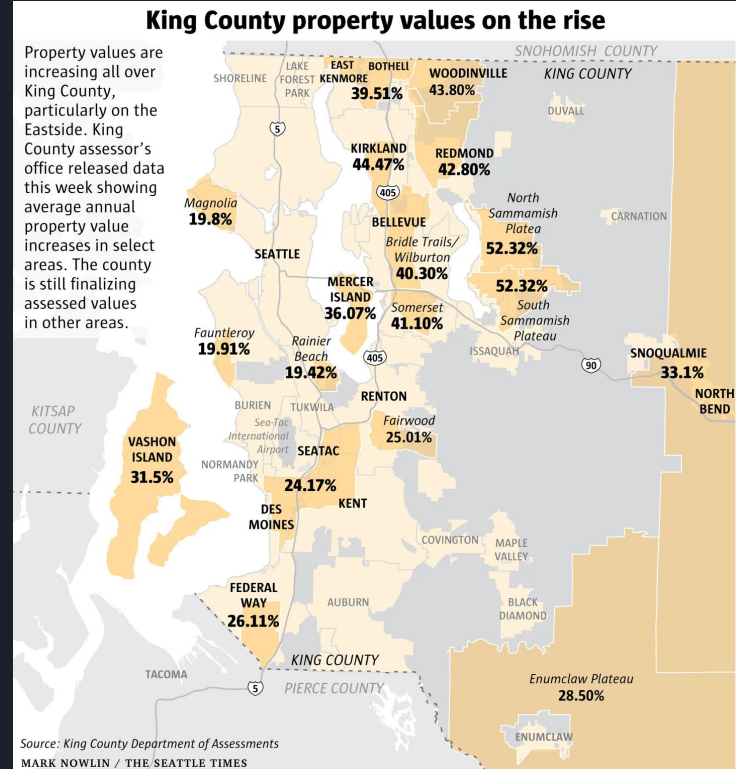 King County property values on the rise
Property values are
increasing all over
King County,
particularly on the
Eastside. King
County assessor’s
office released data
this week showing
average annual
property value
increases in select
areas. The county
is still finalizing
assessed values
in other areas.
SNOHOMISH COUNTY
KING COUNTY
SHORELINE
LAKE
FOREST
PARK
EAST
KENMORE
BOTHELL
39.51%
WOODINVILLE
43.80%
DUVALL
5
KIRKLAND
44.47%
REDMOND
42.80%
405
Magnolia
19.8%
North
Sammamish
Platea
52.32%
CARNATION
BELLEVUE
Bridle Trails/
Wilburton
40.30%
SEATTLE
MERCER
ISLAND
36.07%
52.32%
South
Sammamish
Plateau
Somerset
41.10%
Fauntleroy
19.91%
Rainier
Beach
19.42%
405
ISSAQUAH
90
SNOQUALMIE
33.1%
NORTH
BEND
RENTON
KITSAP
COUNTY
BURIEN
TUKWILA
Sea-Tac
International
Airport
Fairwood
25.01%
VASHON
ISLAND
31.5%
SEATAC
NORMANDY
PARK
24.17%
KENT
DES
MOINES
COVINGTON
MAPLE
VALLEY
FEDERAL
WAY
26.11%
AUBURN
BLACK
DIAMOND
KING COUNTY
PIERCE COUNTY
TACOMA
5
Enumclaw Plateau
28.50%
ENUMCLAW
Source: King County Department of Assessments
MARK NOWLIN / THE SEATTLE TIMES